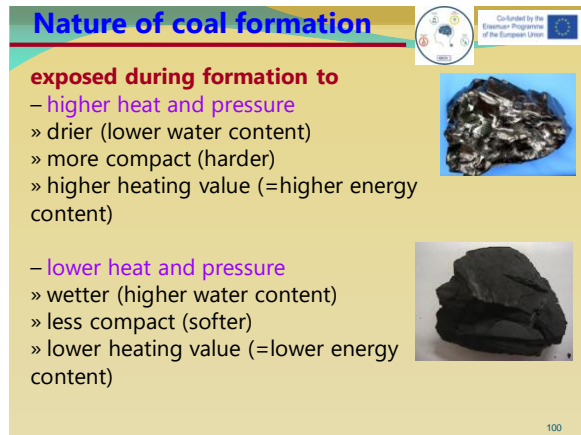 Nature of coal formation
Co-funded by the
Erasmus+ Programme
of the European Union
exposed during formation to
– higher heat and pressure
» drier (lower water content)
» more compact (harder)
» higher heating value (=higher energy
content)
– lower heat and pressure
» wetter (higher water content)
» less compact (softer)
» lower heating value (=lower energy
content)
100